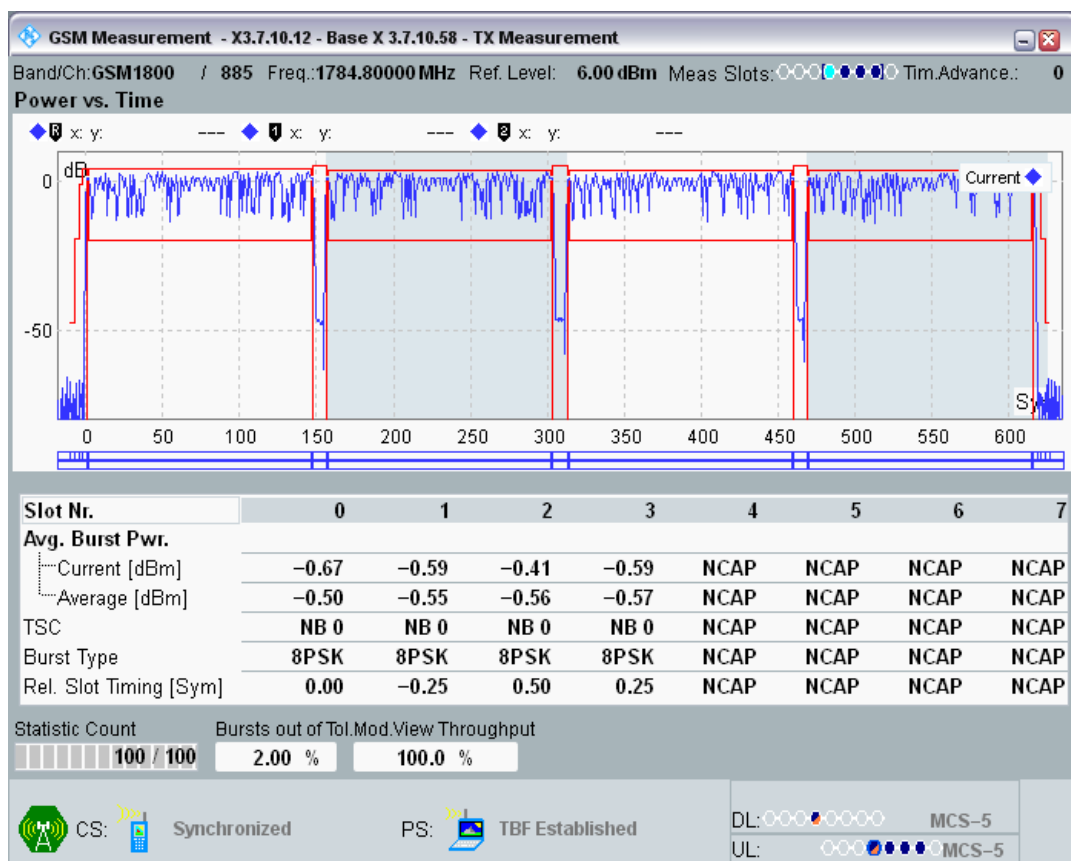 GSM Measurement - X3.7.10.12 - Base X 3.7.10.58 - TX Measurement
Band/Ch:GSM1800 / 885 Freq.:1784.80000 MHz Ref. Level: 6.00 dBm Meas Slots: Tim.Advance.: 0
Power vs. Time
R x: y: --- 1 x: y: --- 2 x: y: ---
dB
Current
0
-50
0 50 100 150 200 250 300 350 400 450 500 550 600
Slot Nr. 0 1 2 3 4 5 6 7
Avg. Burst Pwr.
Current [dBm] −0.67 −0.59 −0.41 −0.59 NCAP NCAP NCAP NCAP
Average [dBm] −0.50 −0.55 −0.56 −0.57 NCAP NCAP NCAP NCAP
TSC NB 0 NB 0 NB 0 NB 0 NCAP NCAP NCAP NCAP
Burst Type 8PSK 8PSK 8PSK 8PSK NCAP NCAP NCAP NCAP
Rel. Slot Timing [Sym] 0.00 −0.25 0.50 0.25 NCAP NCAP NCAP NCAP
Statistic Count Bursts out of Tol.Mod.View Throughput
100 / 100 2.00 % 100.0 %
CS: Synchronized PS: TBF Established
DL: MCS−5
UL: MCS−5